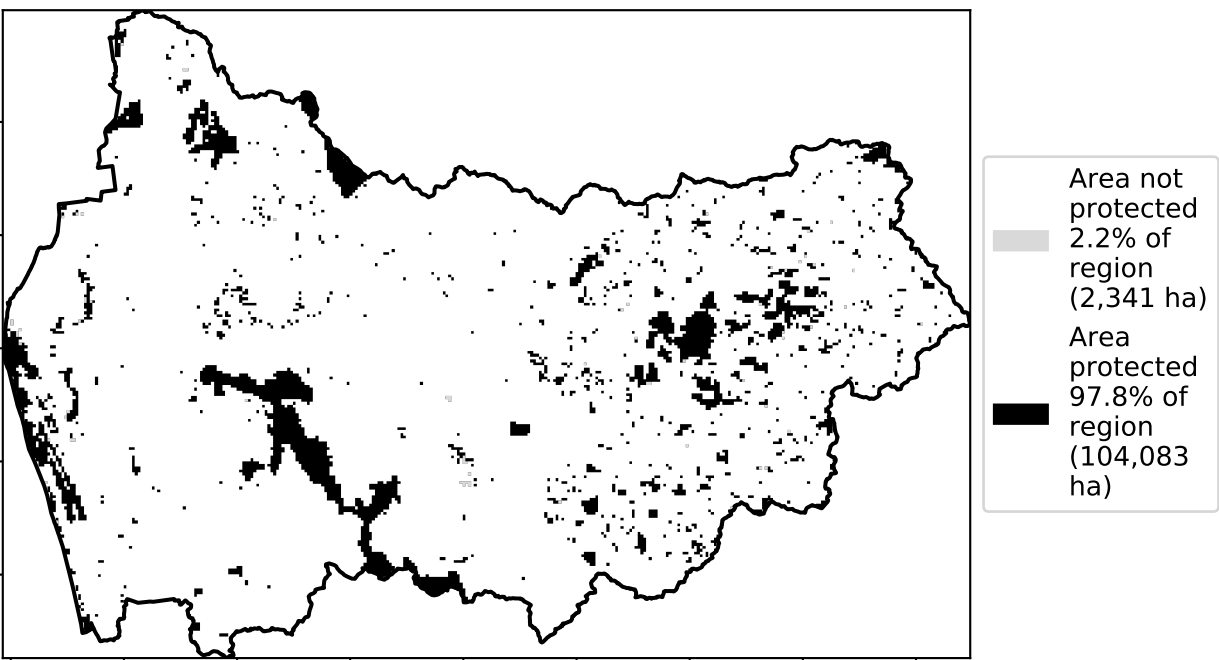 Area not
protected
2.2% of
region
(2,341 ha)
Area
protected
97.8% of
region
(104,083
ha)